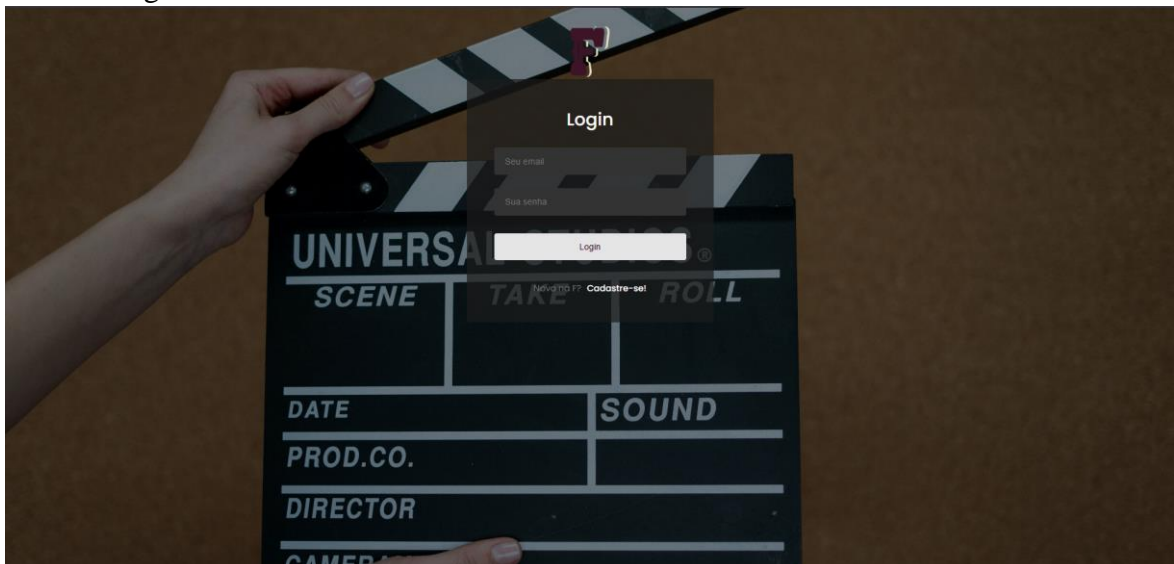 F
Login
Seu email
Sua senha
Login
Novo na F? Cadastre-se!
UNIVERSAL STUDIOS®
SCENE TAKE ROLL
DATE SOUND
PROD.CO.
DIRECTOR